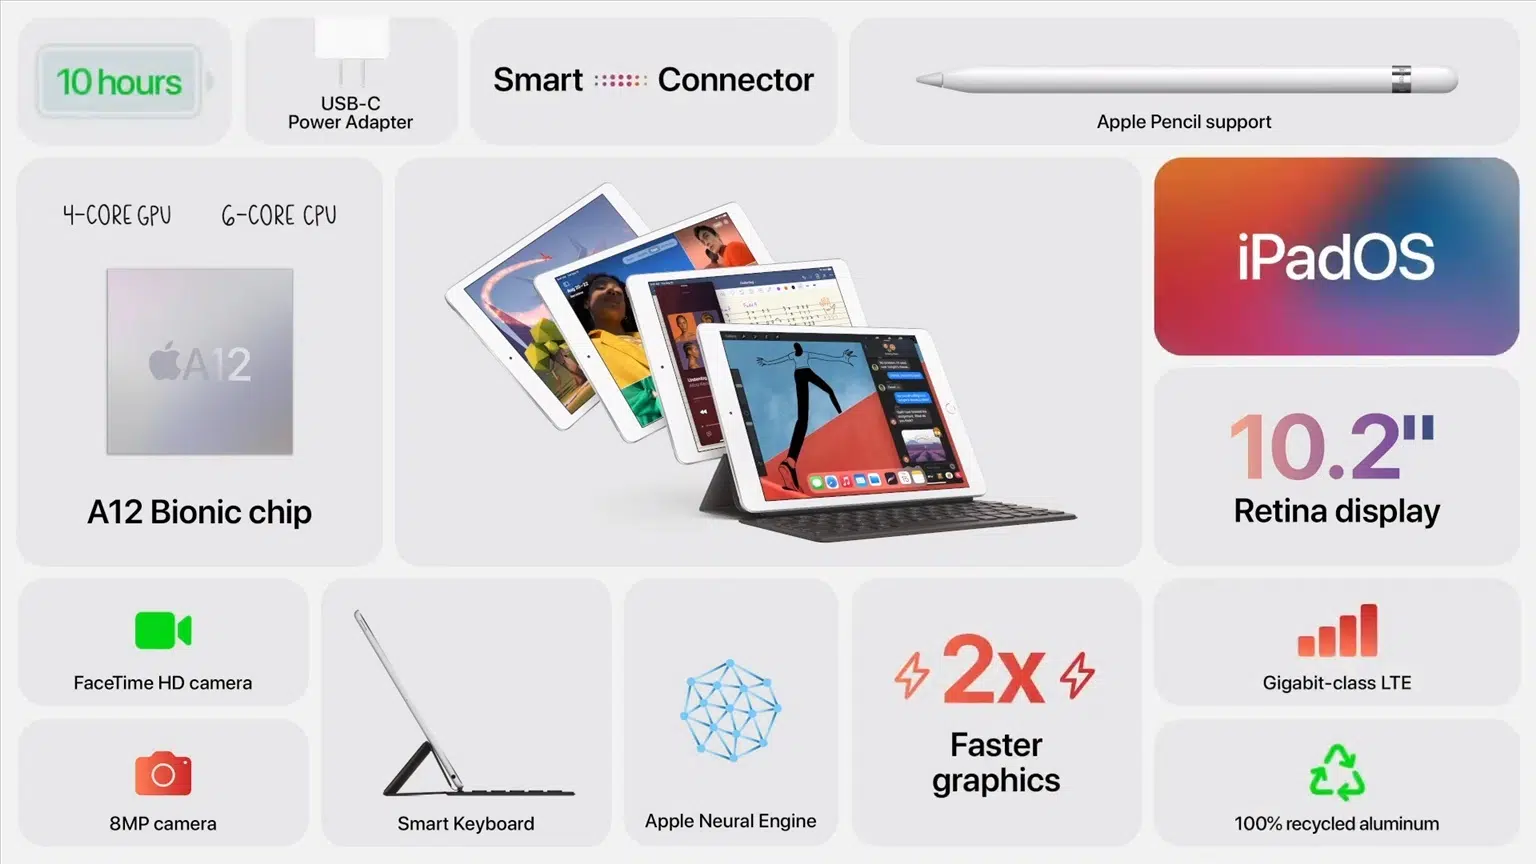 10 hours
USB-C
Power Adapter
Smart Connector
Apple Pencil support
4-CORE GPU
6-CORE CPU
A12
A12 Bionic chip
iPadOS
10.2"
Retina display
FaceTime HD camera
8MP camera
Smart Keyboard
Apple Neural Engine
2x
Faster
graphics
Gigabit-class LTE
100% recycled aluminum